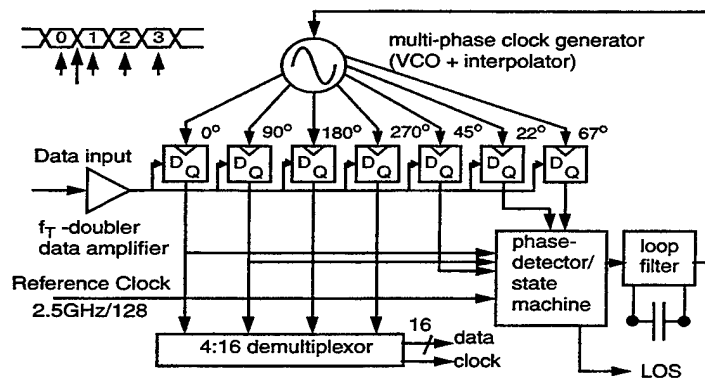 0 1 2 3
multi-phase clock generator
(VCO + interpolator)
0° 90° 180° 270° 45° 22° 67°
Data input
D Q D Q D Q D Q D Q D Q D Q
fT -doubler
data amplifier
phase-
detector/
state
machine
loop
filter
Reference Clock
2.5GHz/128
4:16 demultiplexor
16
data
clock
LOS